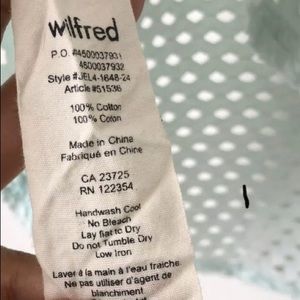 wilfred
P.O. #4500037931
4500037932
Style #JEL4-1648-24
Article #51536
100% Cotton
100% Coton
Made in China
Fabriqué en Chine
CA 23725
RN 122354
Handwash Cool
No Bleach
Lay flat to Dry
Do not Tumble Dry
Low Iron
Laver à la main à l'eau fraiche
Ne pas utiliser d'agent de
blanchiment